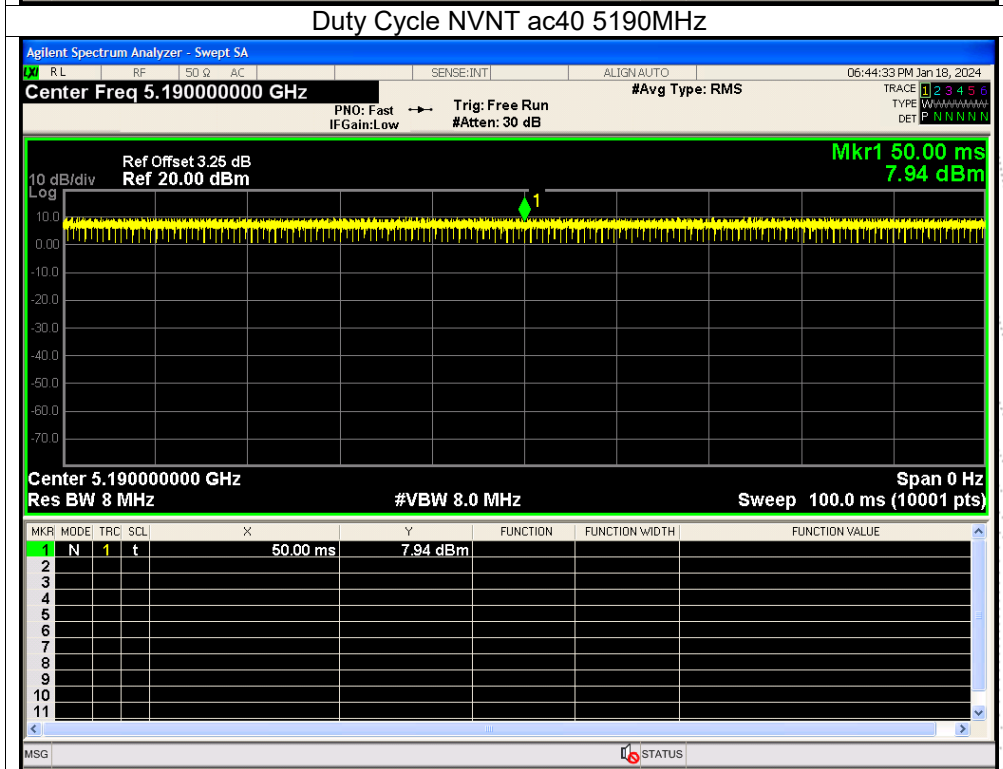 Duty Cycle NVNT ac40 5190MHz
Agilent Spectrum Analyzer - Swept SA
LXI RL RF 50 Ω AC SENSE:INT ALIGN AUTO 06:44:33 PM Jan 18, 2024
Center Freq 5.190000000 GHz #Avg Type: RMS TRACE 1 2 3 4 5 6
PNO: Fast Trig: Free Run TYPE
IFGain:Low #Atten: 30 dB DET P N N N N N
Mkr1 50.00 ms
Ref Offset 3.25 dB
10 dB/div Ref 20.00 dBm 7.94 dBm
Log
1
10.0
0.00
-10.0
-20.0
-30.0
-40.0
-50.0
-60.0
-70.0
Center 5.190000000 GHz Span 0 Hz
Res BW 8 MHz #VBW 8.0 MHz Sweep 100.0 ms (10001 pts)
MKR MODE TRC SCL X Y FUNCTION FUNCTION WIDTH FUNCTION VALUE
1 N 1 t 50.00 ms 7.94 dBm
2
3
4
5
6
7
8
9
10
11
MSG STATUS